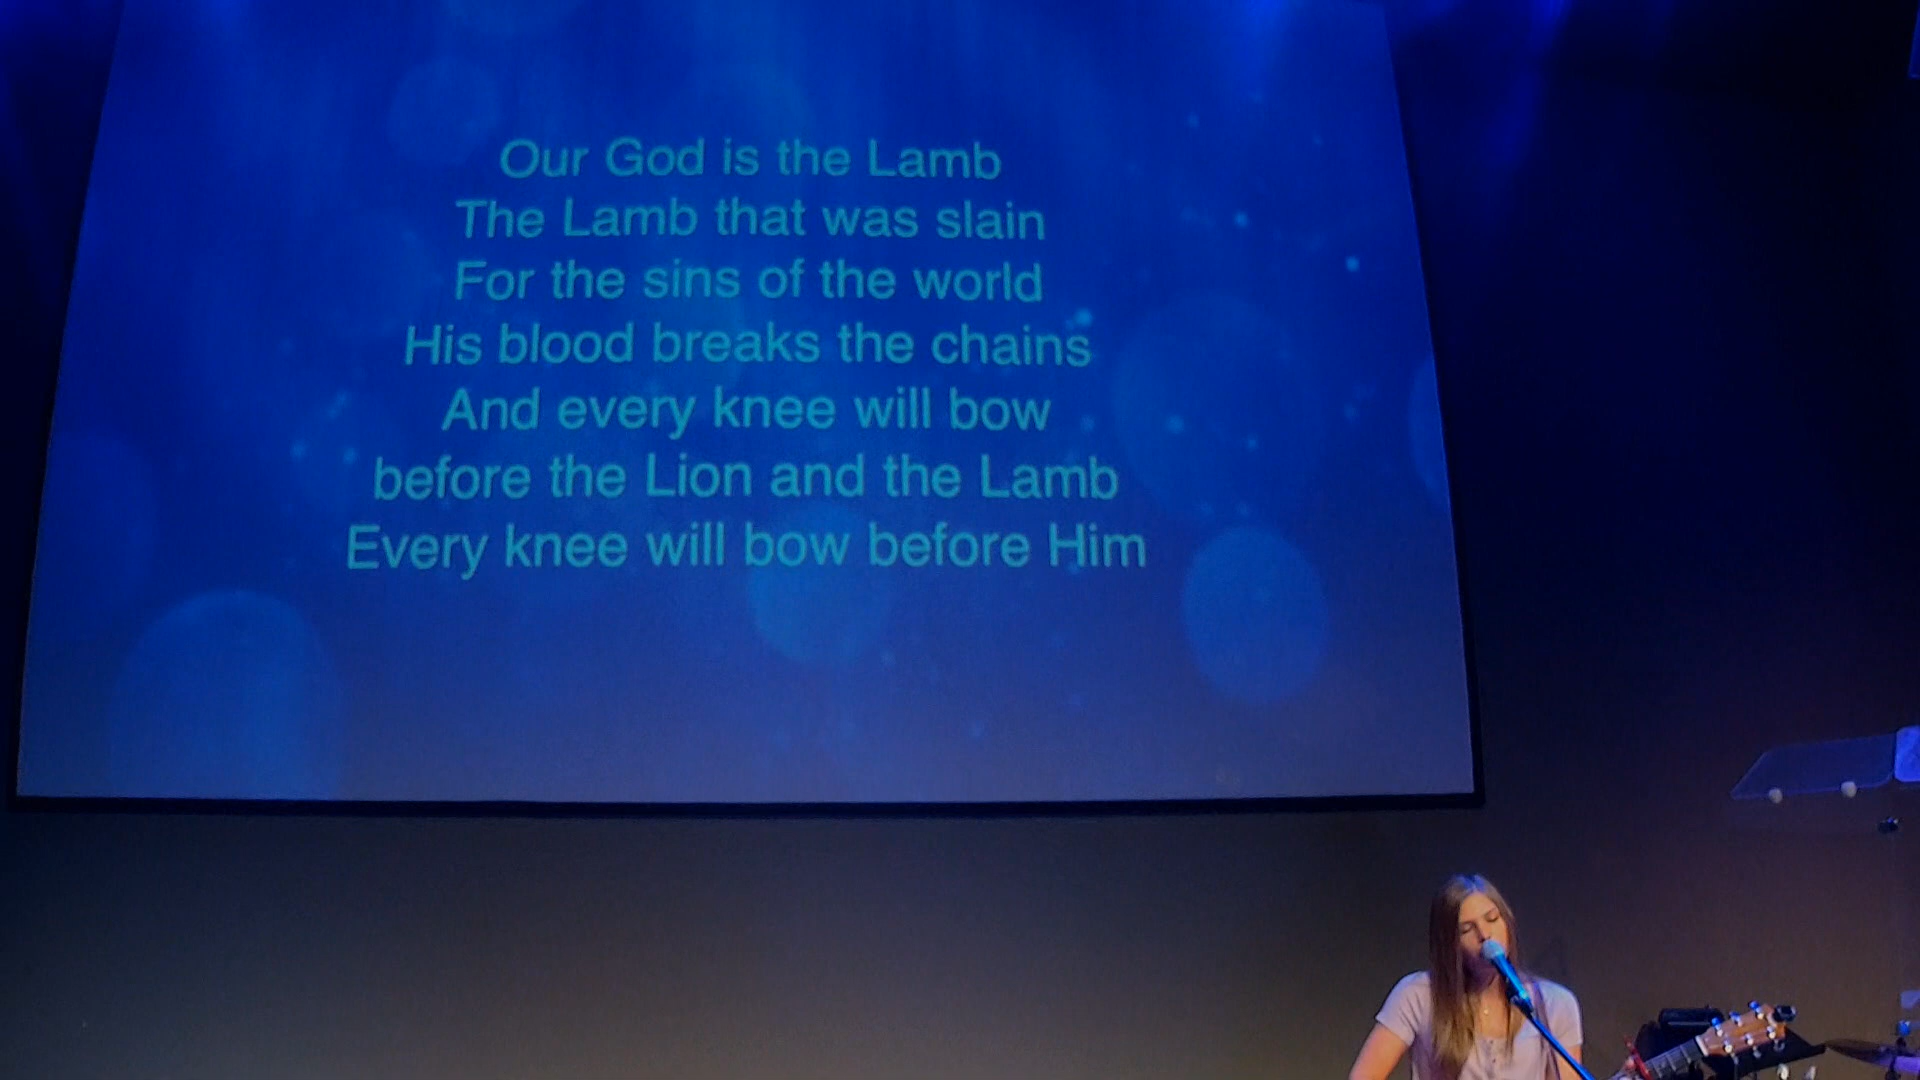 Our God is the Lamb
The Lamb that was slain
For the sins of the world
His blood breaks the chains
And every knee will bow
before the Lion and the Lamb
Every knee will bow before Him